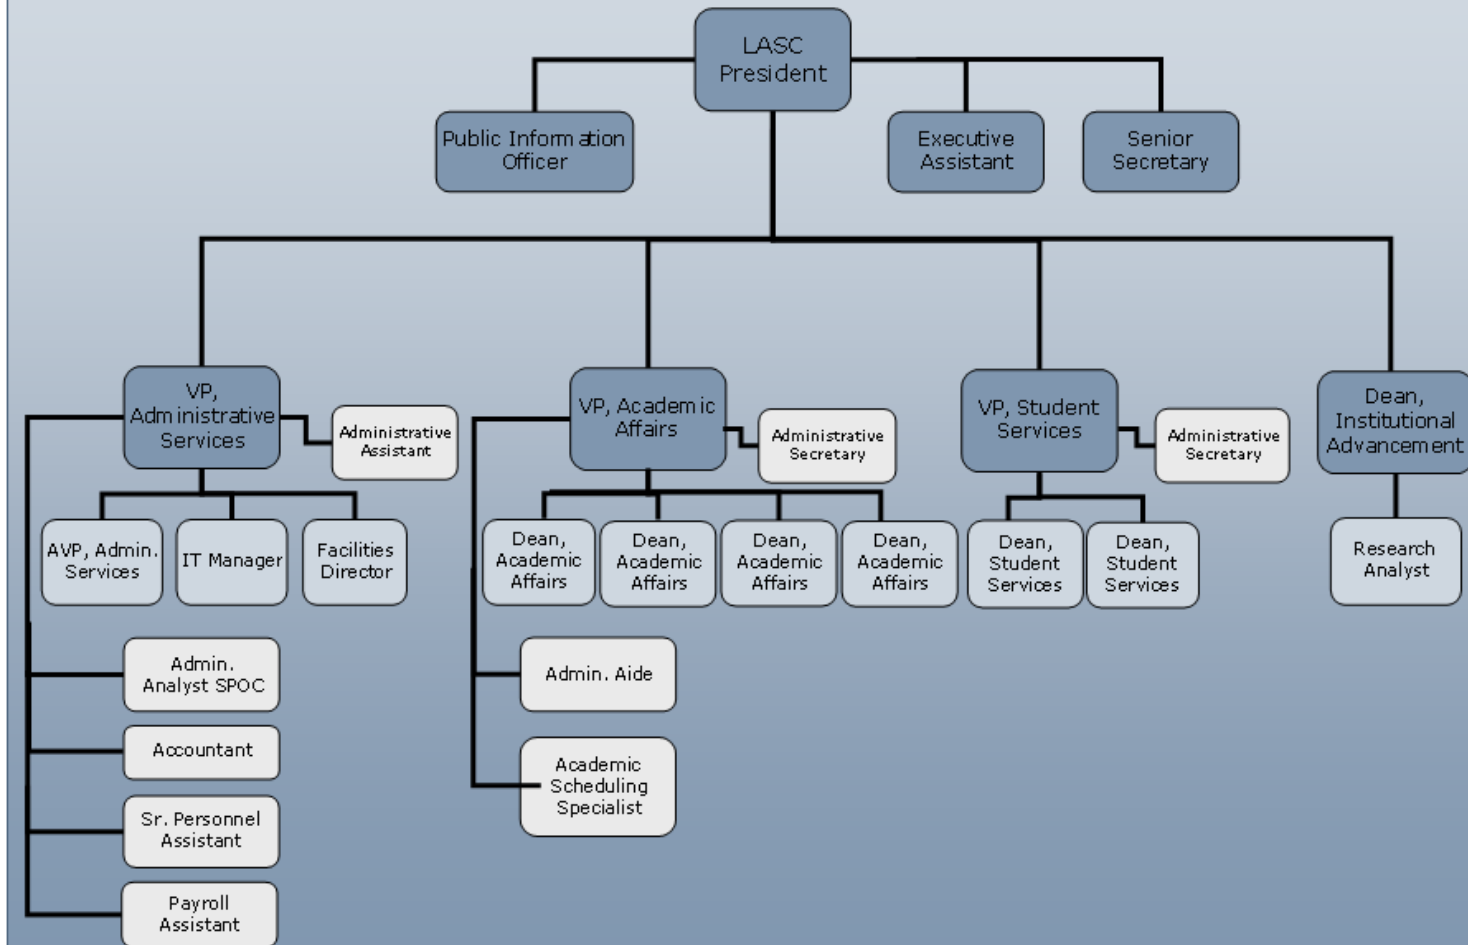 LASC
President
Public Information
Officer
Executive
Assistant
Senior
Secretary
VP,
Administrative
Services
Administrative
Assistant
VP, Academic
Affairs
Administrative
Secretary
VP, Student
Services
Administrative
Secretary
Dean,
Institutional
Advancement
AVP, Admin.
Services
IT Manager
Facilities
Director
Dean,
Academic
Affairs
Dean,
Academic
Affairs
Dean,
Academic
Affairs
Dean,
Academic
Affairs
Dean,
Student
Services
Dean,
Student
Services
Research
Analyst
Admin.
Analyst SPOC
Admin. Aide
Accountant
Academic
Scheduling
Specialist
Sr. Personnel
Assistant
Payroll
Assistant